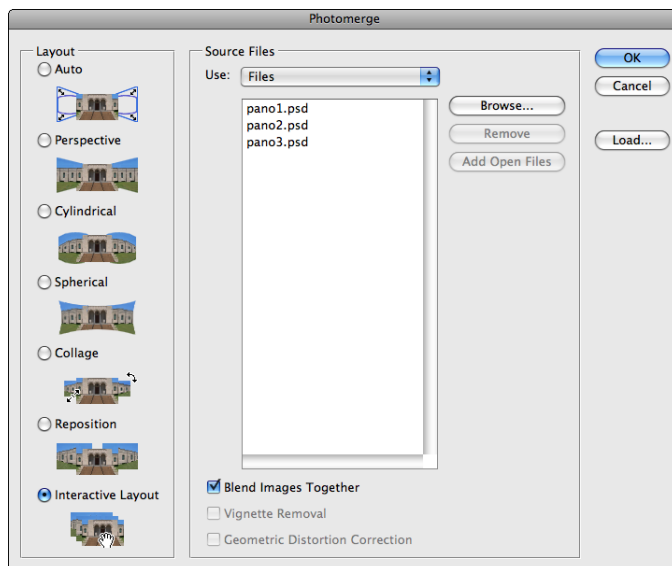 Photomerge
Layout
Auto
Perspective
Cylindrical
Spherical
Collage
Reposition
Interactive Layout
Source Files
Use: Files
pano1.psd
pano2.psd
pano3.psd
Browse...
Remove
Add Open Files
Blend Images Together
Vignette Removal
Geometric Distortion Correction
OK
Cancel
Load...